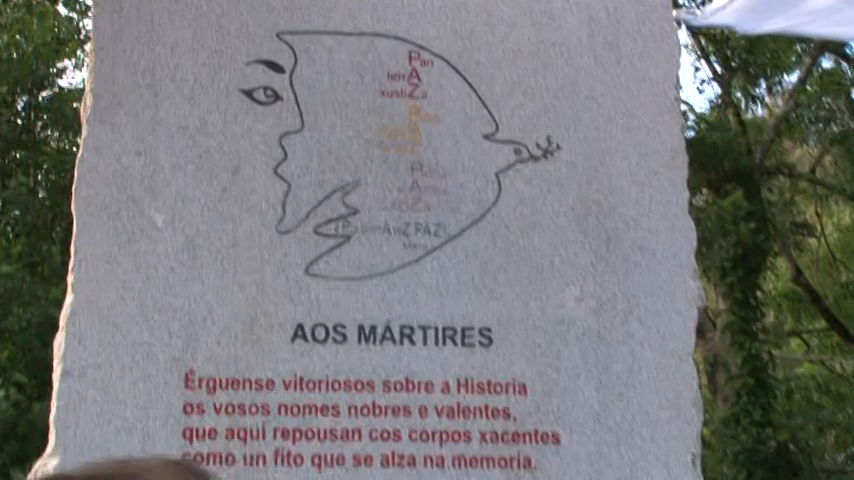 Pan
terrA
xustiZa
PAZ
AOS MÁRTIRES
Érguense vitoriosos sobre a Historia
os vosos nomes nobres e valentes,
que aqui repousan cos corpos xacentes
como un fito que se alza na memoria.